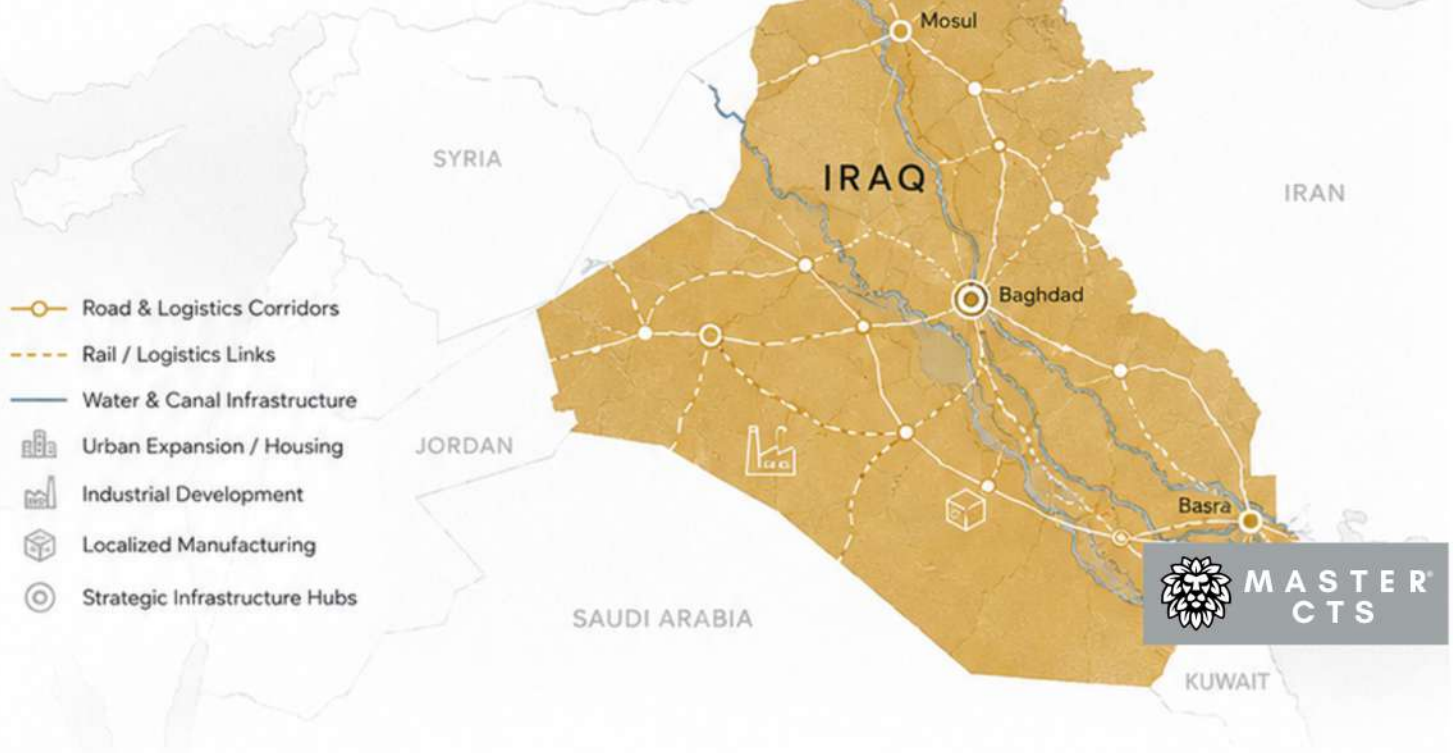 Mosul
SYRIA
IRAQ
IRAN
Baghdad
Road & Logistics Corridors
Rail / Logistics Links
Water & Canal Infrastructure
Urban Expansion / Housing
JORDAN
Industrial Development
Localized Manufacturing
Strategic Infrastructure Hubs
Basra
SAUDI ARABIA
MASTER®
CTS
KUWAIT